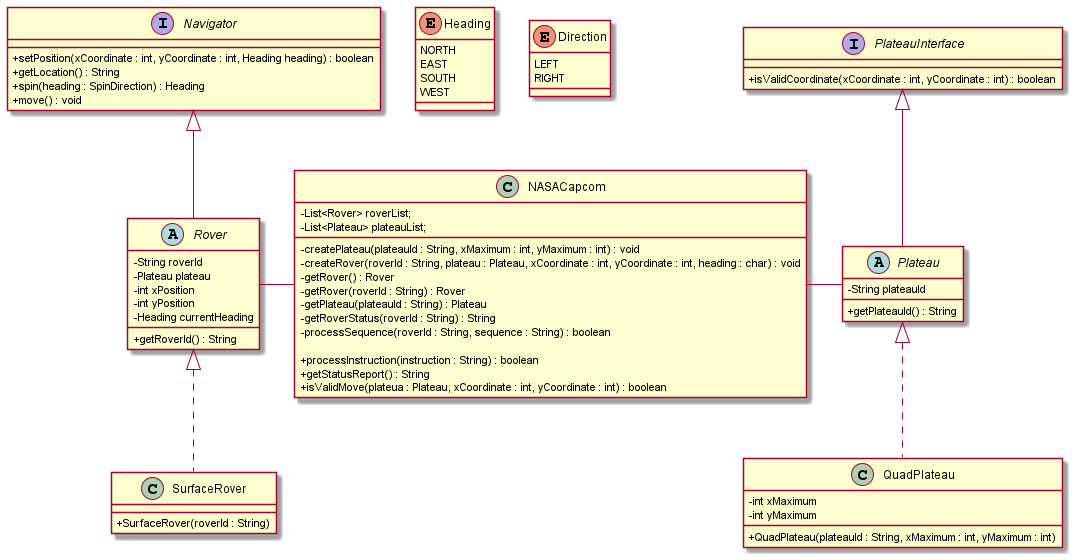 I Navigator
+setPosition(xCoordinate : int, yCoordinate : int, Heading heading) : boolean
+getLocation() : String
+spin(heading : SpinDirection) : Heading
+move() : void
E Heading
NORTH
EAST
SOUTH
WEST
E Direction
LEFT
RIGHT
I PlateauInterface
+isValidCoordinate(xCoordinate : int, yCoordinate : int) : boolean
A Rover
-String roverId
-Plateau plateau
-int xPosition
-int yPosition
-Heading currentHeading
+getRoverId() : String
C NASACapcom
-List<Rover> roverList;
-List<Plateau> plateauList;
-createPlateau(plateauId : String, xMaximum : int, yMaximum : int) : void
-createRover(roverId : String, plateau : Plateau, xCoordinate : int, yCoordinate : int, heading : char) : void
-getRover() : Rover
-getRover(roverId : String) : Rover
-getPlateau(plateauId : String) : Plateau
-getRoverStatus(roverId : String) : String
-processSequence(roverId : String, sequence : String) : boolean
+processInstruction(instruction : String) : boolean
+getStatusReport() : String
+isValidMove(plateua : Plateau, xCoordinate : int, yCoordinate : int) : boolean
A Plateau
-String plateauId
+getPlateauId() : String
C SurfaceRover
+SurfaceRover(roverId : String)
C QuadPlateau
-int xMaximum
-int yMaximum
+QuadPlateau(plateauId : String, xMaximum : int, yMaximum : int)